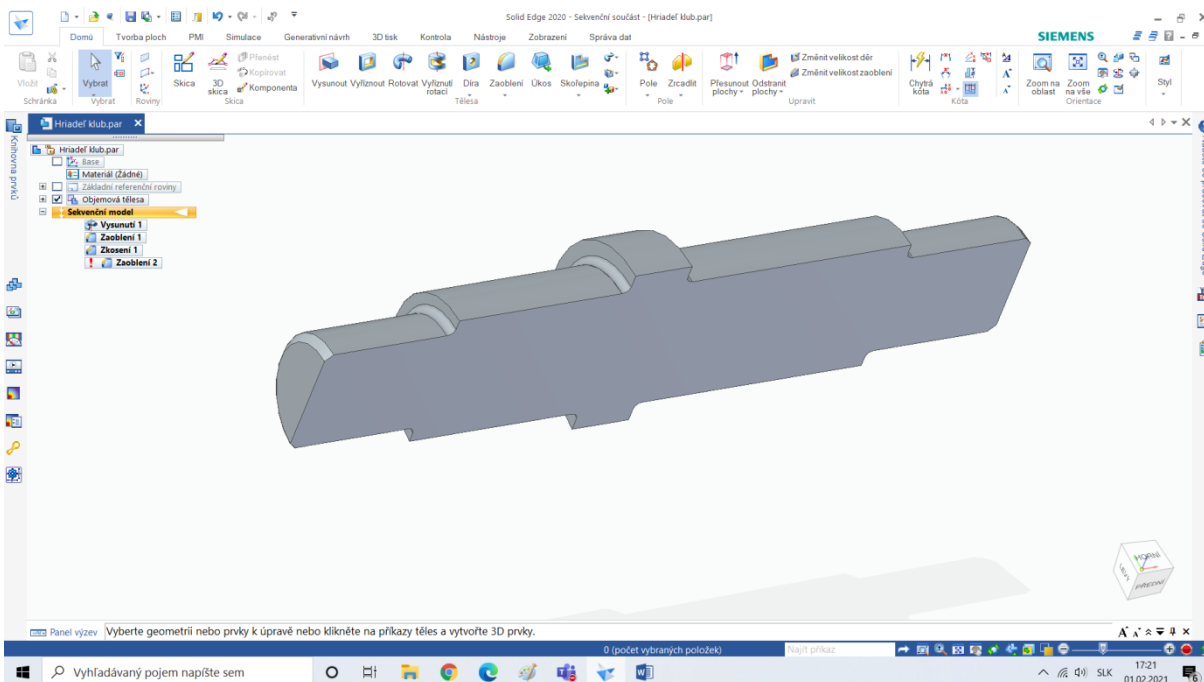 Solid Edge 2020 - Sekvenční součást - [Hriadeľ klub.par]
Domů Tvorba ploch PMI Simulace Generativní návrh 3D tisk Kontrola Nástroje Zobrazení Správa dat SIEMENS
Vložit
Schránka
Vybrat
Vybrat
Roviny
Skica
3D skica
Přenést
Kopírovat
Komponenta
Skica
Vysunout Vyříznout Rotovat Vyříznutí rotací Díra Zaoblení Úkos Skořepina
Tělesa
Pole Zrcadlit
Pole
Přesunout plochy Odstranit plochy
Změnit velikost děr
Změnit velikost zaoblení
Upravit
Chytrá kóta
Kóta
Zoom na oblast Zoom na vše
Orientace
Styl
Hriadeľ klub.par
Knihovna prvků
Hriadeľ klub.par
Base
Materiál (Žádné)
Základní referenční roviny
Objemová tělesa
Sekvenční model
Vysunutí 1
Zaoblení 1
Zkosení 1
Zaoblení 2
HORNÍ
LEVÝ
PŘEDNÍ
Panel výzev Vyberte geometrii nebo prvky k úpravě nebo klikněte na příkazy těles a vytvořte 3D prvky.
0 (počet vybraných položek) Najít příkaz
Vyhľadávaný pojem napíšte sem
SLK
17:21
01.02.2021